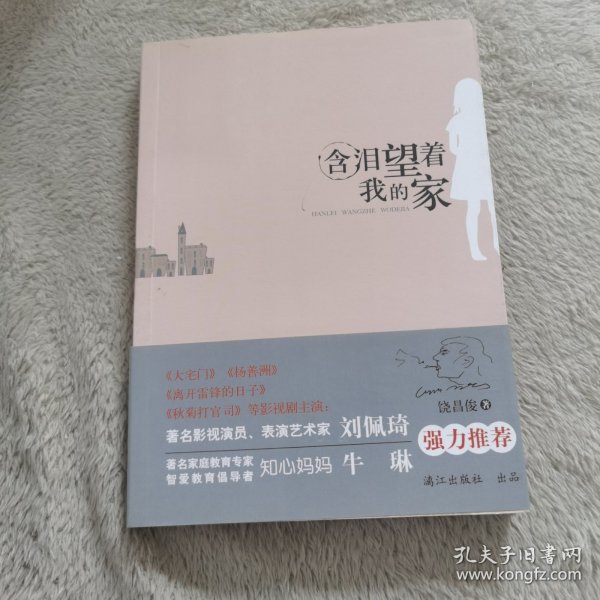 含泪望着
我的家
HANLEI WANGZHE WODEJIA
《大宅门》《杨善洲》
《离开雷锋的日子》
《秋菊打官司》等影视剧主演：
著名影视演员、表演艺术家 刘佩琦
著名家庭教育专家
智爱教育倡导者
知心妈妈 牛琳
强力推荐
饶昌俊 著
漓江出版社 出品
孔夫子旧书网
www.kongfz.com